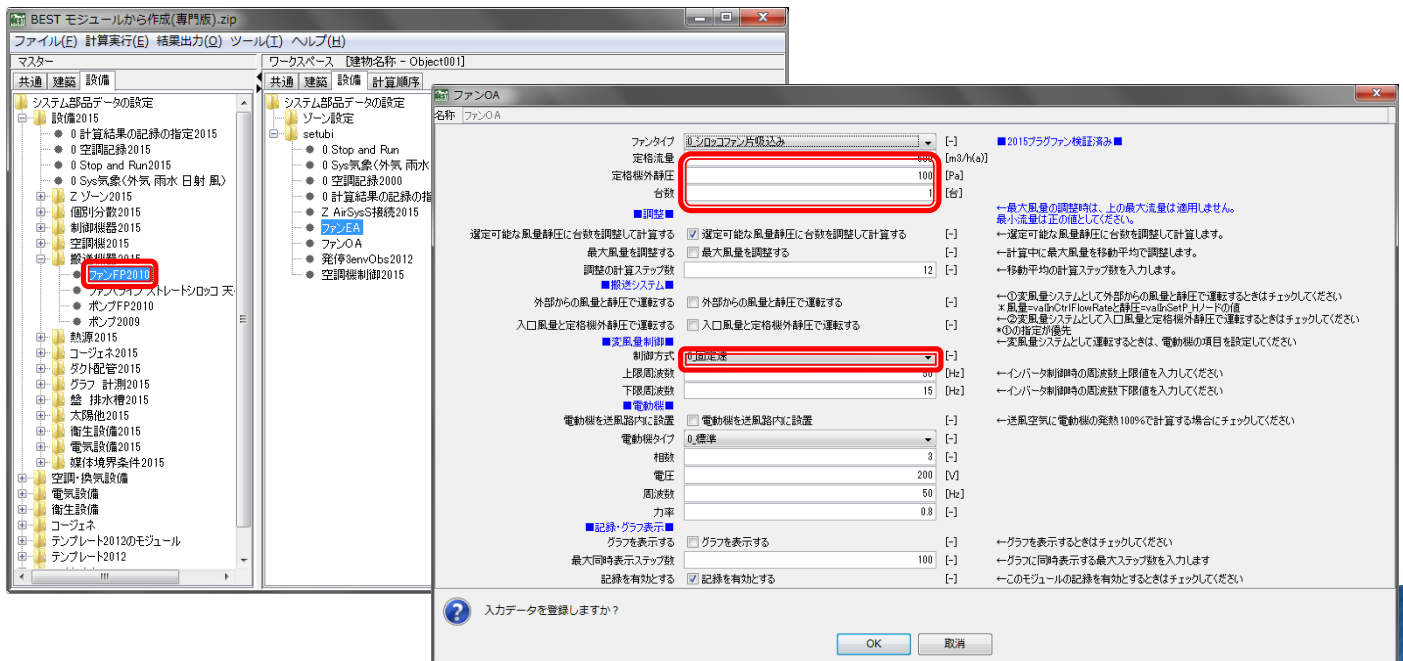 BEST モジュールから作成(専門版).zip
ファイル(F) 計算実行(E) 結果出力(O) ツール(T) ヘルプ(H)
マスター
共通 建築 設備
システム部品データの設定
設備2015
0 計算結果の記録の指定2015
0 空調記録2015
0 Stop and Run2015
0 Sys気象(外気 雨水 日射 風)
Z ゾーン2015
個別分散2015
制御機器2015
空調機2015
搬送機器2015
ファンFP2010
ファン(ライン ストレートシロッコ 天
ポンプFP2010
ポンプ2009
熱源2015
コージェネ2015
ダクト配管2015
グラフ 計測2015
盤 排水槽2015
太陽他2015
衛生設備2015
電気設備2015
媒体境界条件2015
空調・換気設備
電気設備
衛生設備
コージェネ
テンプレート2012のモジュール
テンプレート2012
ワークスペース [建物名称 - Object001]
共通 建築 設備 計算順序
システム部品データの設定
ゾーン設定
setubi
0 Stop and Run
0 Sys気象(外気 雨水
0 空調記録2000
0 計算結果の記録の指
Z AirSysS接続2015
ファンEA
ファンOA
発停3envObs2012
空調機制御2015
ファンOA
名称 ファンOA
ファンタイプ 0_シロッコファン片吸込み [-] ■2015プラグファン検証済み■
定格流量 [m3/h(a)]
定格機外静圧 100 [Pa]
台数 1 [台]
■調整■ ←最大風量の調整時は、上の最大流量は適用しません。
最小流量は正の値としてください。
選定可能な風量静圧に台数を調整して計算する 選定可能な風量静圧に台数を調整して計算する [-] ←選定可能な風量静圧に台数を調整して計算します。
最大風量を調整する 最大風量を調整する [-] ←計算中に最大風量を移動平均で調整します。
調整の計算ステップ数 12 [-] ←移動平均の計算ステップ数を入力します。
■搬送システム■
外部からの風量と静圧で運転する 外部からの風量と静圧で運転する [-] ←①変風量システムとして外部からの風量と静圧で運転するときはチェックしてください
*風量=valInCtrlFlowRateと静圧=valInSetP_Hノードの値
入口風量と定格機外静圧で運転する 入口風量と定格機外静圧で運転する [-] ←②変風量システムとして入口風量と定格機外静圧で運転するときはチェックしてください
*①の指定が優先
■変風量制御■ ←変風量システムとして運転するときは、電動機の項目を設定してください
制御方式 0_固定速 [-]
上限周波数 50 [Hz] ←インバータ制御時の周波数上限値を入力してください
下限周波数 15 [Hz] ←インバータ制御時の周波数下限値を入力してください
■電動機■
電動機を送風路内に設置 電動機を送風路内に設置 [-] ←送風空気に電動機の発熱100%で計算する場合にチェックしてください
電動機タイプ 0_標準 [-]
相数 3 [-]
電圧 200 [V]
周波数 50 [Hz]
力率 0.8 [-]
■記録・グラフ表示■
グラフを表示する グラフを表示する [-] ←グラフを表示するときはチェックしてください
最大同時表示ステップ数 100 [-] ←グラフに同時表示する最大ステップ数を入力します
記録を有効とする 記録を有効とする [-] ←このモジュールの記録を有効とするときはチェックしてください
入力データを登録しますか?
OK 取消